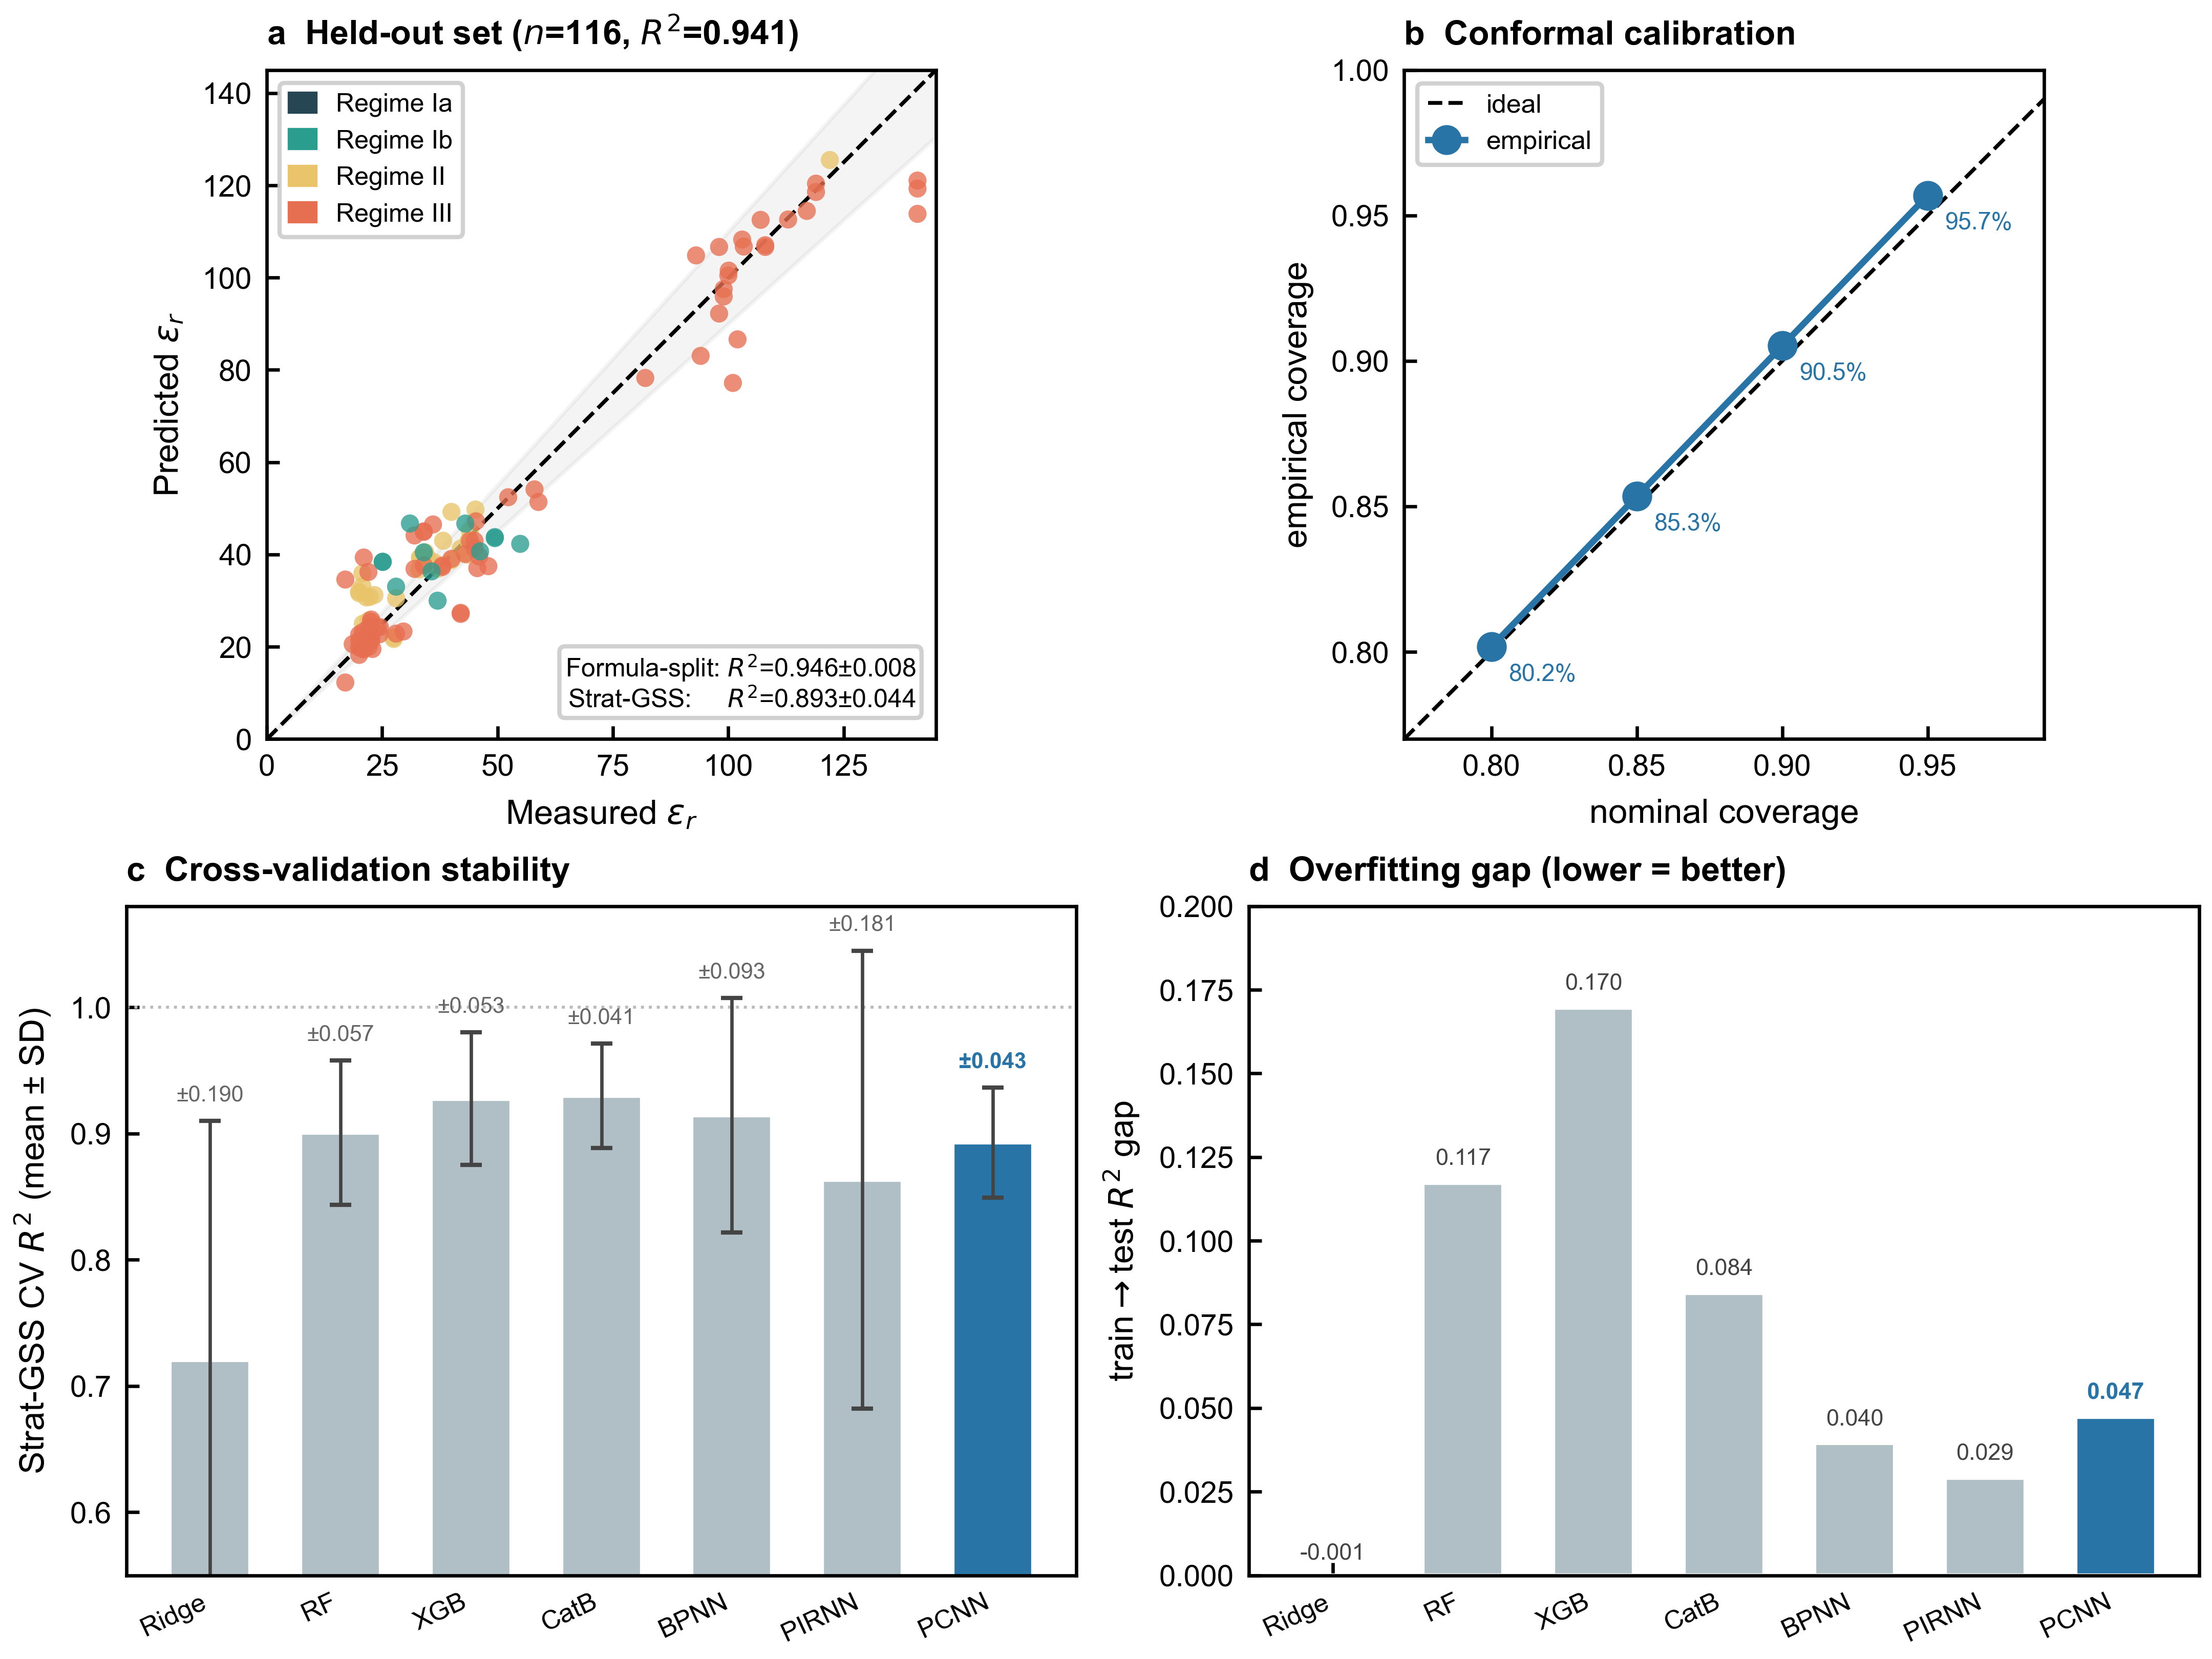 a Held-out set (n=116, R²=0.941)
Regime Ia
Regime Ib
Regime II
Regime III
140
120
100
80
60
40
20
0
Predicted εr
Formula-split: R²=0.946±0.008
Strat-GSS: R²=0.893±0.044
0 25 50 75 100 125
Measured εr
b Conformal calibration
ideal
empirical
1.00
0.95
0.90
0.85
0.80
empirical coverage
95.7%
90.5%
85.3%
80.2%
0.80 0.85 0.90 0.95
nominal coverage
c Cross-validation stability
1.0
0.9
0.8
0.7
0.6
Strat-GSS CV R² (mean ± SD)
±0.190
±0.057
±0.053
±0.041
±0.093
±0.181
±0.043
Ridge RF XGB CatB BPNN PIRNN PCNN
d Overfitting gap (lower = better)
0.200
0.175
0.150
0.125
0.100
0.075
0.050
0.025
0.000
train→test R² gap
-0.001
0.117
0.170
0.084
0.040
0.029
0.047
Ridge RF XGB CatB BPNN PIRNN PCNN